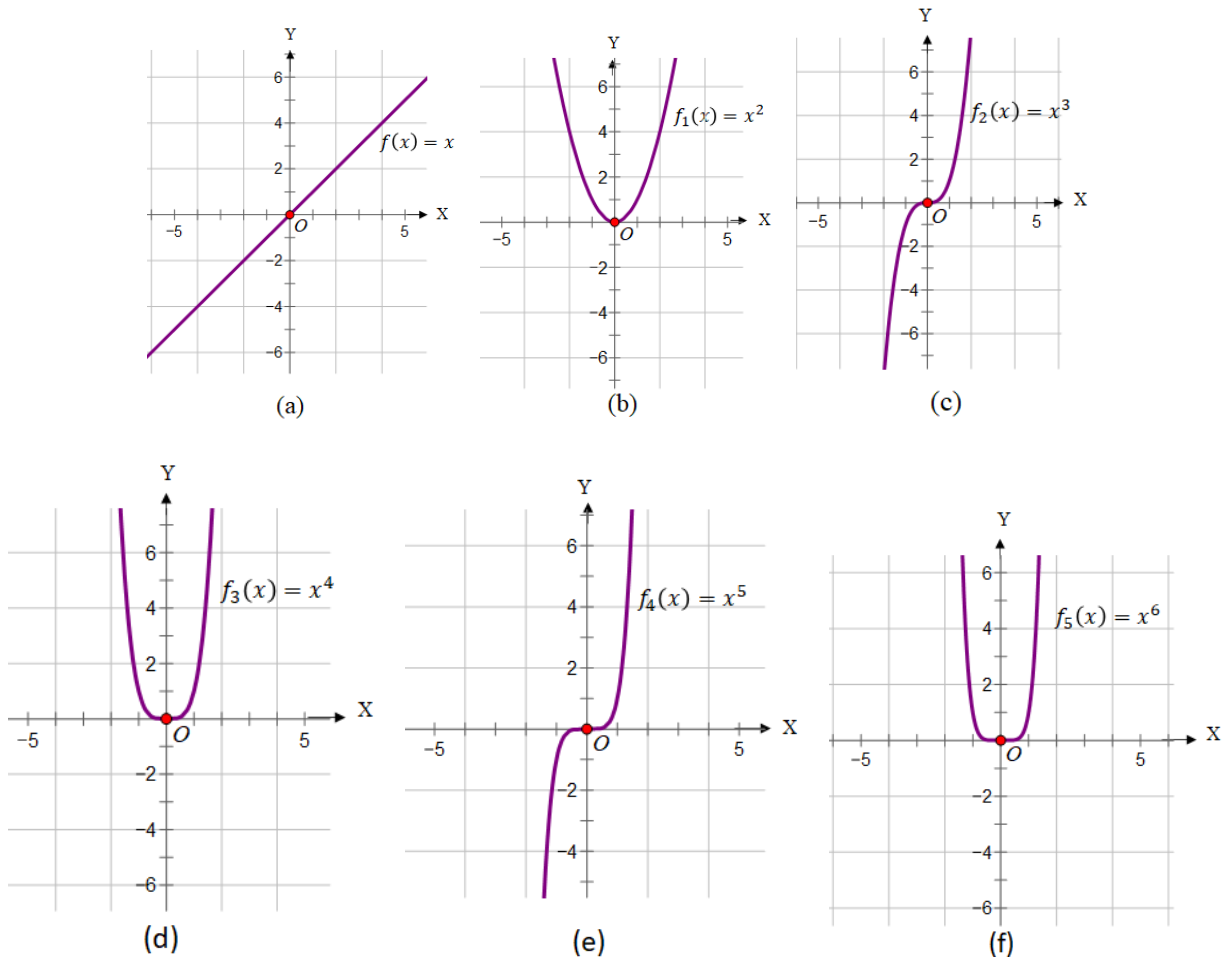 Y
6
f(x) = x
2
X
−5
O
5
−2
−4
−6
(a)
Y
6
f₁(x) = x²
4
2
X
−5
O
5
−2
−4
−6
(b)
Y
6
f₂(x) = x³
2
X
−5
O
5
−2
−4
−6
(c)
Y
6
f₃(x) = x⁴
4
2
X
−5
O
5
−2
−4
−6
(d)
Y
6
f₄(x) = x⁵
4
2
X
−5
O
5
−2
−4
(e)
Y
6
f₅(x) = x⁶
4
2
X
−5
O
5
−2
−4
−6
(f)